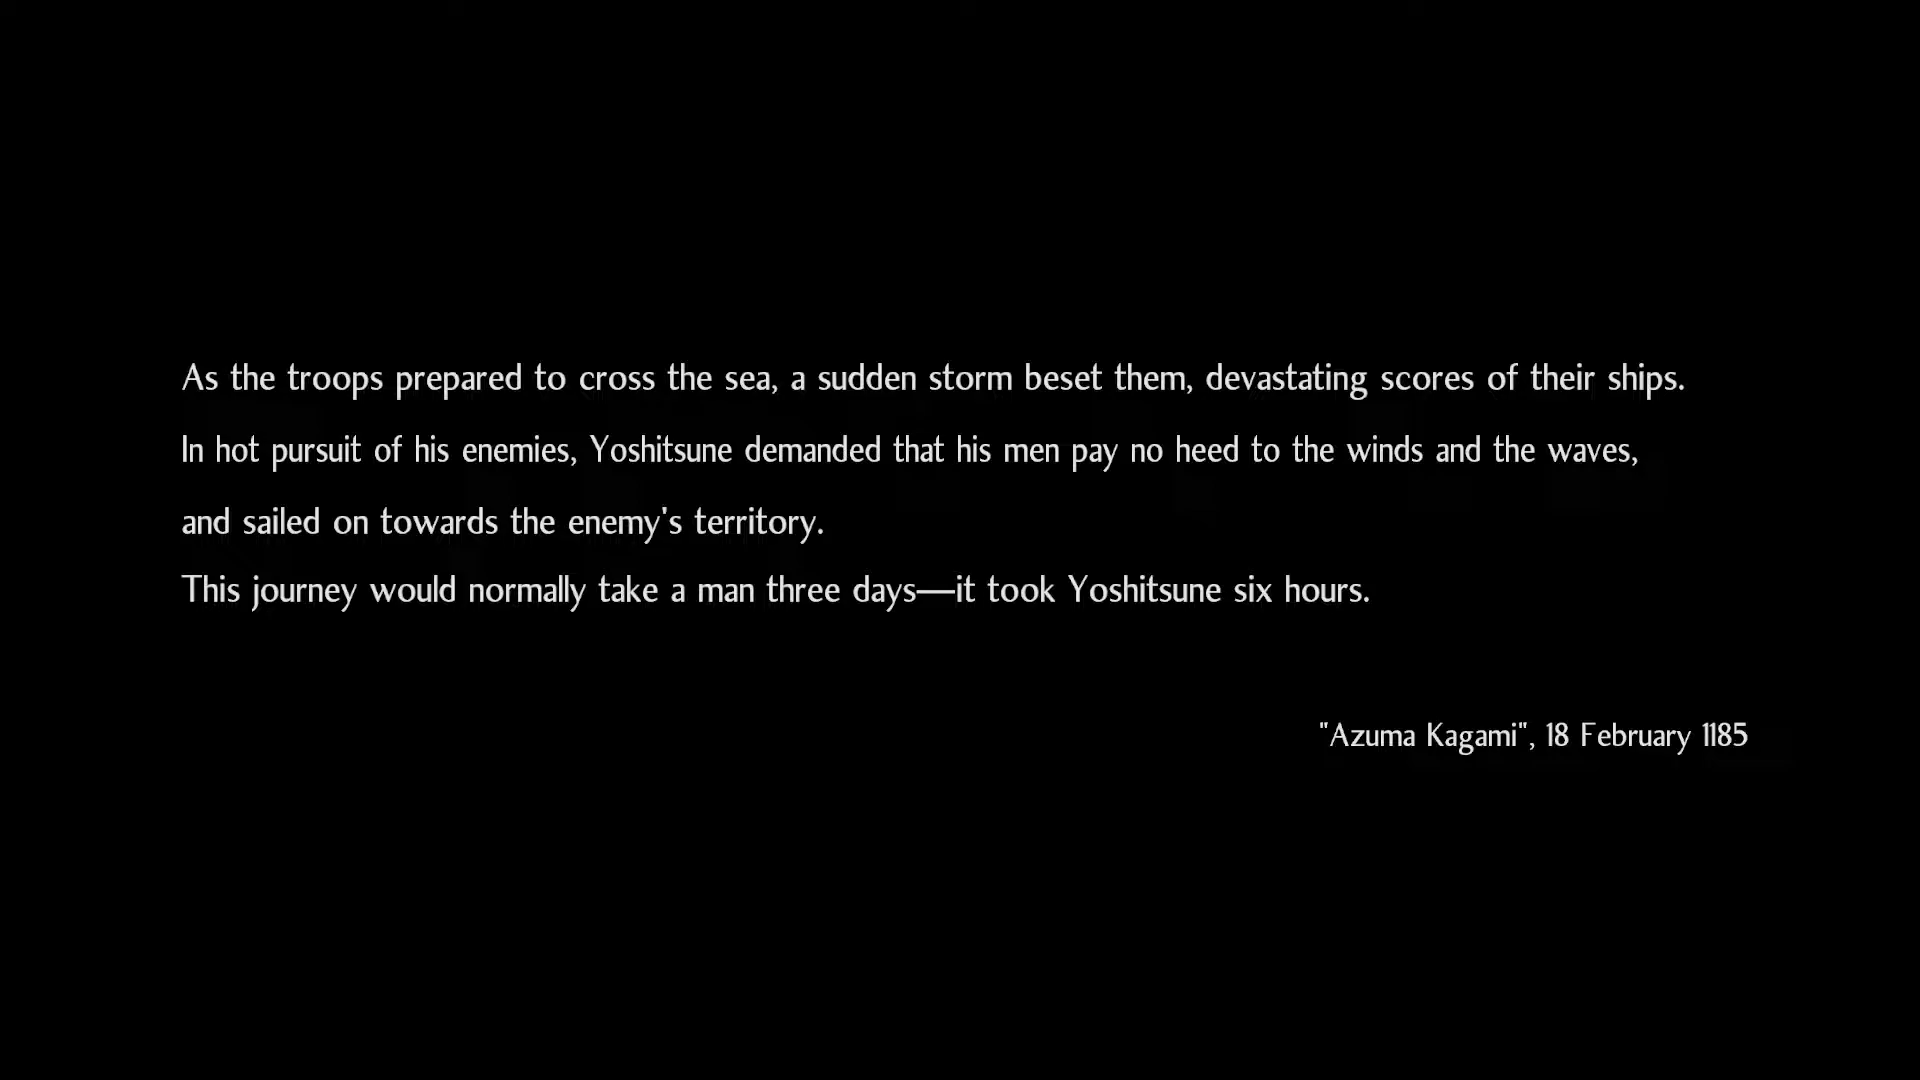 As the troops prepared to cross the sea, a sudden storm beset them, devastating scores of their ships.
In hot pursuit of his enemies, Yoshitsune demanded that his men pay no heed to the winds and the waves,
and sailed on towards the enemy's territory.
This journey would normally take a man three days—it took Yoshitsune six hours.
"Azuma Kagami", 18 February 1185